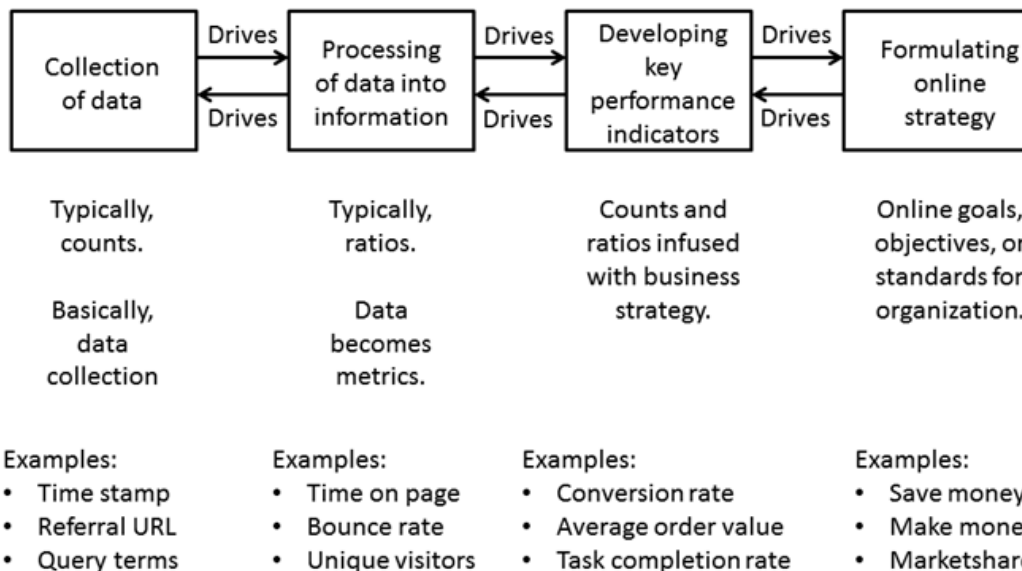 Drives
Drives
Drives
Collection
of data
Processing
of data into
information
Developing
key
performance
indicators
Formulating
online
strategy
Drives
Drives
Drives
Typically,
counts.
Basically,
data
collection
Typically,
ratios.
Data
becomes
metrics.
Counts and
ratios infused
with business
strategy.
Online goals,
objectives, or
standards for
organization.
Examples:
• Time stamp
• Referral URL
• Query terms
Examples:
• Time on page
• Bounce rate
• Unique visitors
Examples:
• Conversion rate
• Average order value
• Task completion rate
Examples:
• Save money
• Make mone
• Marketshare